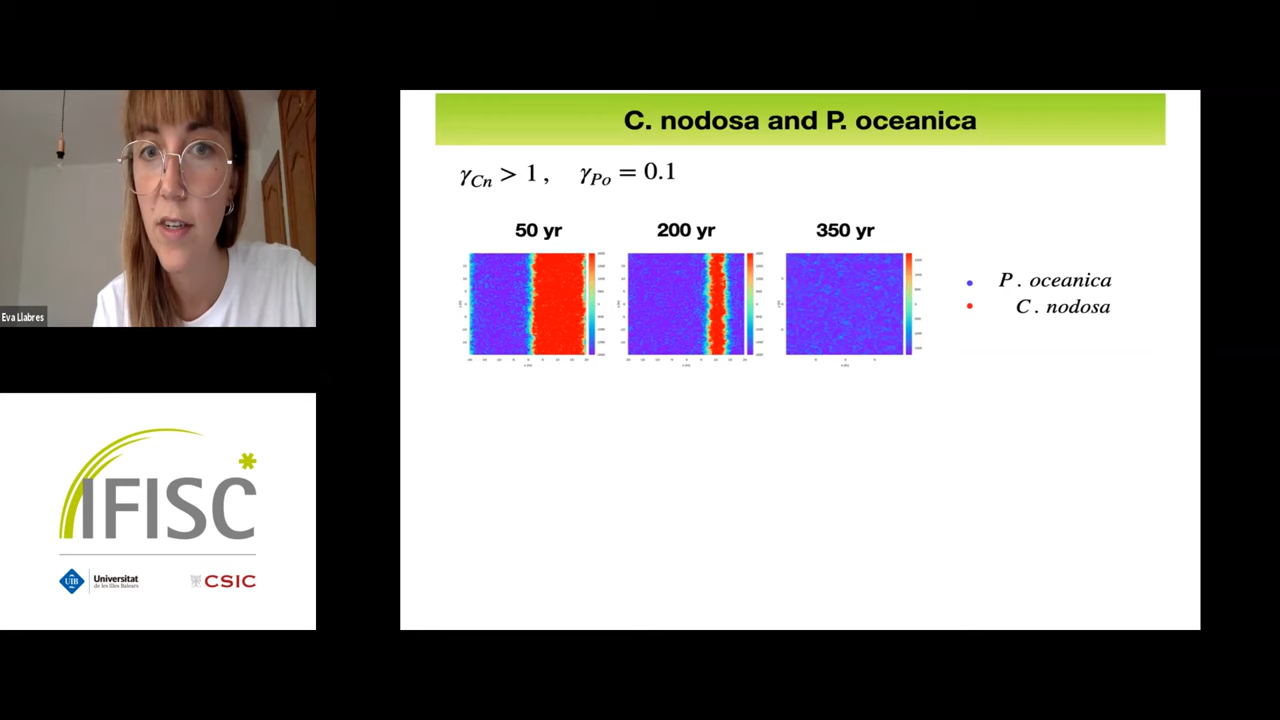 Eva Llabres
IFISC
UIB
Universitat
de les Illes Balears
CSIC
C. nodosa and P. oceanica
γCn > 1 , γPo = 0.1
50 yr 200 yr 350 yr
P . oceanica
C . nodosa